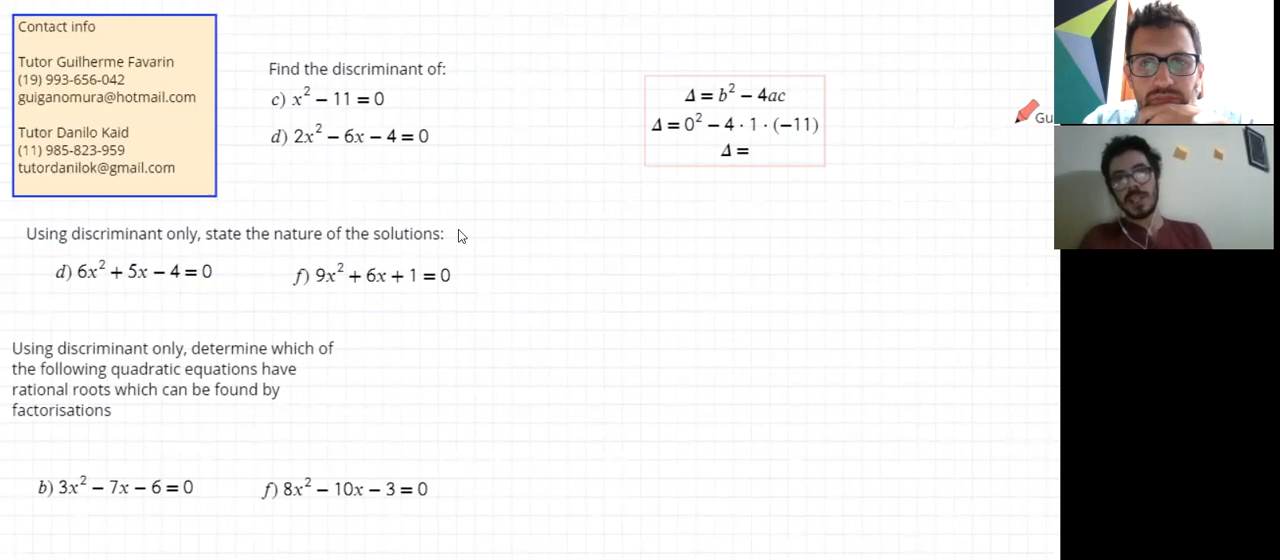 Contact info
Tutor Guilherme Favarin
(19) 993-656-042
guiganomura@hotmail.com
Tutor Danilo Kaid
(11) 985-823-959
tutordanilok@gmail.com
Find the discriminant of:
c) x² − 11 = 0
d) 2x² − 6x − 4 = 0
Δ = b² − 4ac
Δ = 0² − 4 · 1 · (−11)
Δ =
Gu
Using discriminant only, state the nature of the solutions:
d) 6x² + 5x − 4 = 0
f) 9x² + 6x + 1 = 0
Using discriminant only, determine which of
the following quadratic equations have
rational roots which can be found by
factorisations
b) 3x² − 7x − 6 = 0
f) 8x² − 10x − 3 = 0